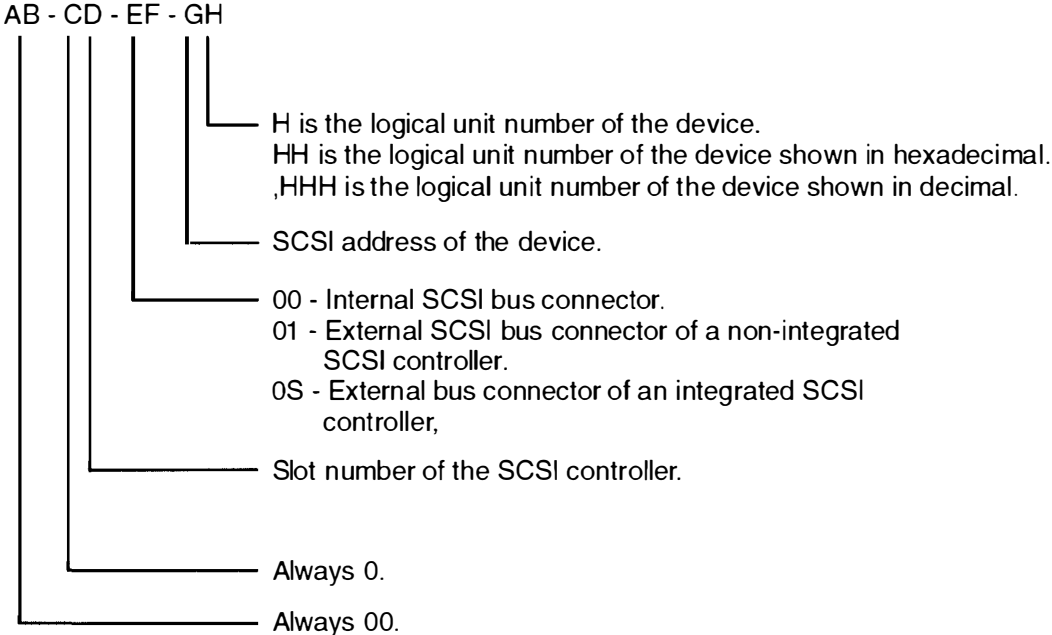 AB - CD - EF - GH
H is the logical unit number of the device.
HH is the logical unit number of the device shown in hexadecimal.
,HHH is the logical unit number of the device shown in decimal.
SCSI address of the device.
00 - Internal SCSI bus connector.
01 - External SCSI bus connector of a non-integrated
SCSI controller.
0S - External bus connector of an integrated SCSI
controller,
Slot number of the SCSI controller.
Always 0.
Always 00.